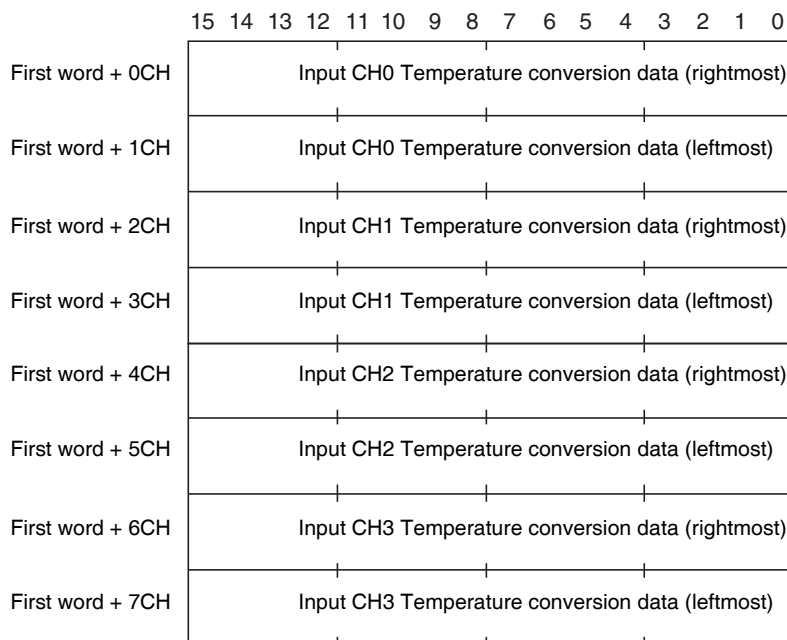 15 14 13 12 11 10 9 8 7 6 5 4 3 2 1 0
First word + 0CH Input CH0 Temperature conversion data (rightmost)
First word + 1CH Input CH0 Temperature conversion data (leftmost)
First word + 2CH Input CH1 Temperature conversion data (rightmost)
First word + 3CH Input CH1 Temperature conversion data (leftmost)
First word + 4CH Input CH2 Temperature conversion data (rightmost)
First word + 5CH Input CH2 Temperature conversion data (leftmost)
First word + 6CH Input CH3 Temperature conversion data (rightmost)
First word + 7CH Input CH3 Temperature conversion data (leftmost)